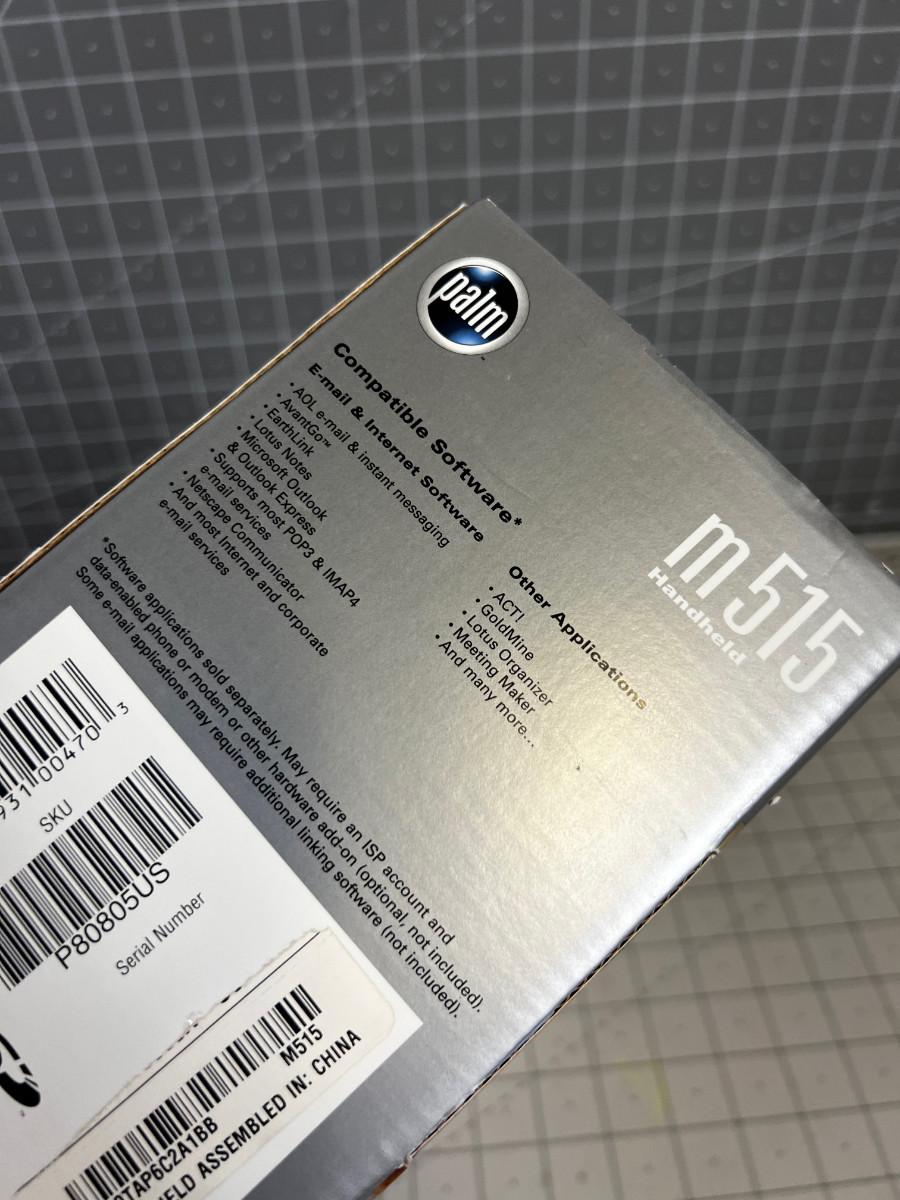 palm
Compatible Software*
E-mail & Internet Software
• AOL e-mail & instant messaging
• AvantGo™
• EarthLink
• Lotus Notes
• Microsoft Outlook
& Outlook Express
• Supports most POP3 & IMAP4
e-mail services
• Netscape Communicator
• And most Internet and corporate
e-mail services
Other Applications
• ACT!
• GoldMine
• Lotus Organizer
• Meeting Maker
• And many more...
*Software applications sold separately. May require an ISP account and
data-enabled phone or modem or other hardware add-on (optional, not included).
Some e-mail applications may require additional linking software (not included).
m515
Handheld
931 00470 3
SKU
P80805US
Serial Number
M515
TAP6C2A1BB
ASSEMBLED IN: CHINA